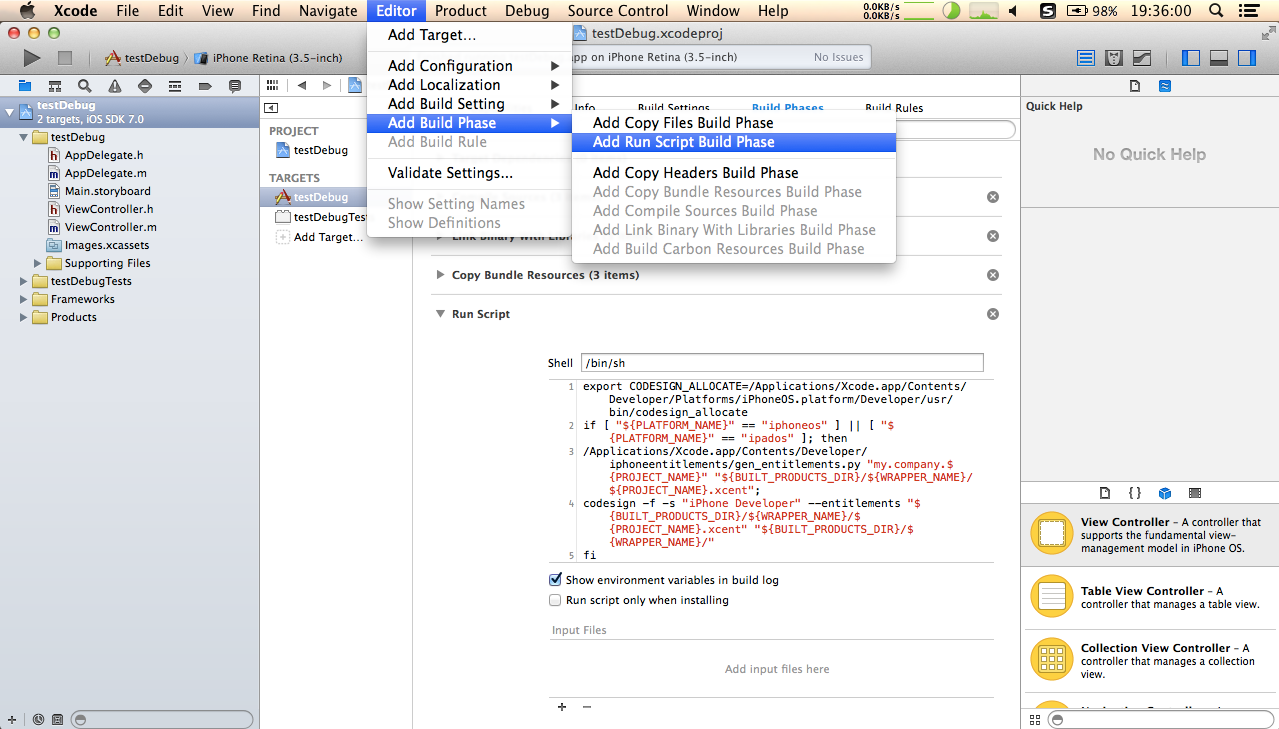 Xcode File Edit View Find Navigate Editor Product Debug Source Control Window Help 0.0KB/s 0.0KB/s 98% 19:36:00
testDebug.xcodeproj
testDebug iPhone Retina (3.5-inch)
app on iPhone Retina (3.5-inch) No Issues
Add Target...
Add Configuration
Add Localization
Add Build Setting
Add Build Phase
Add Build Rule
Validate Settings...
Show Setting Names
Show Definitions
Add Copy Files Build Phase
Add Run Script Build Phase
Add Copy Headers Build Phase
Add Copy Bundle Resources Build Phase
Add Compile Sources Build Phase
Add Link Binary With Libraries Build Phase
Add Build Carbon Resources Build Phase
testDebug
2 targets, iOS SDK 7.0
testDebug
AppDelegate.h
AppDelegate.m
Main.storyboard
ViewController.h
ViewController.m
Images.xcassets
Supporting Files
testDebugTests
Frameworks
Products
PROJECT
testDebug
TARGETS
testDebug
testDebugTests
Add Target...
Info Build Settings Build Phases Build Rules
Link Binary With Libr
Copy Bundle Resources (3 items)
Run Script
Shell /bin/sh
1 export CODESIGN_ALLOCATE=/Applications/Xcode.app/Contents/
Developer/Platforms/iPhoneOS.platform/Developer/usr/
bin/codesign_allocate
2 if [ "${PLATFORM_NAME}" == "iphoneos" ] || [ "$
{PLATFORM_NAME}" == "ipados" ]; then
3 /Applications/Xcode.app/Contents/Developer/
iphoneentitlements/gen_entitlements.py "my.company.$
{PROJECT_NAME}" "${BUILT_PRODUCTS_DIR}/${WRAPPER_NAME}/
${PROJECT_NAME}.xcent";
4 codesign -f -s "iPhone Developer" --entitlements "$
{BUILT_PRODUCTS_DIR}/${WRAPPER_NAME}/$
{PROJECT_NAME}.xcent" "${BUILT_PRODUCTS_DIR}/$
{WRAPPER_NAME}/"
5 fi
Show environment variables in build log
Run script only when installing
Input Files
Add input files here
Quick Help
No Quick Help
View Controller – A controller that
supports the fundamental view-
management model in iPhone OS.
Table View Controller – A
controller that manages a table view.
Collection View Controller – A
controller that manages a collection
view.